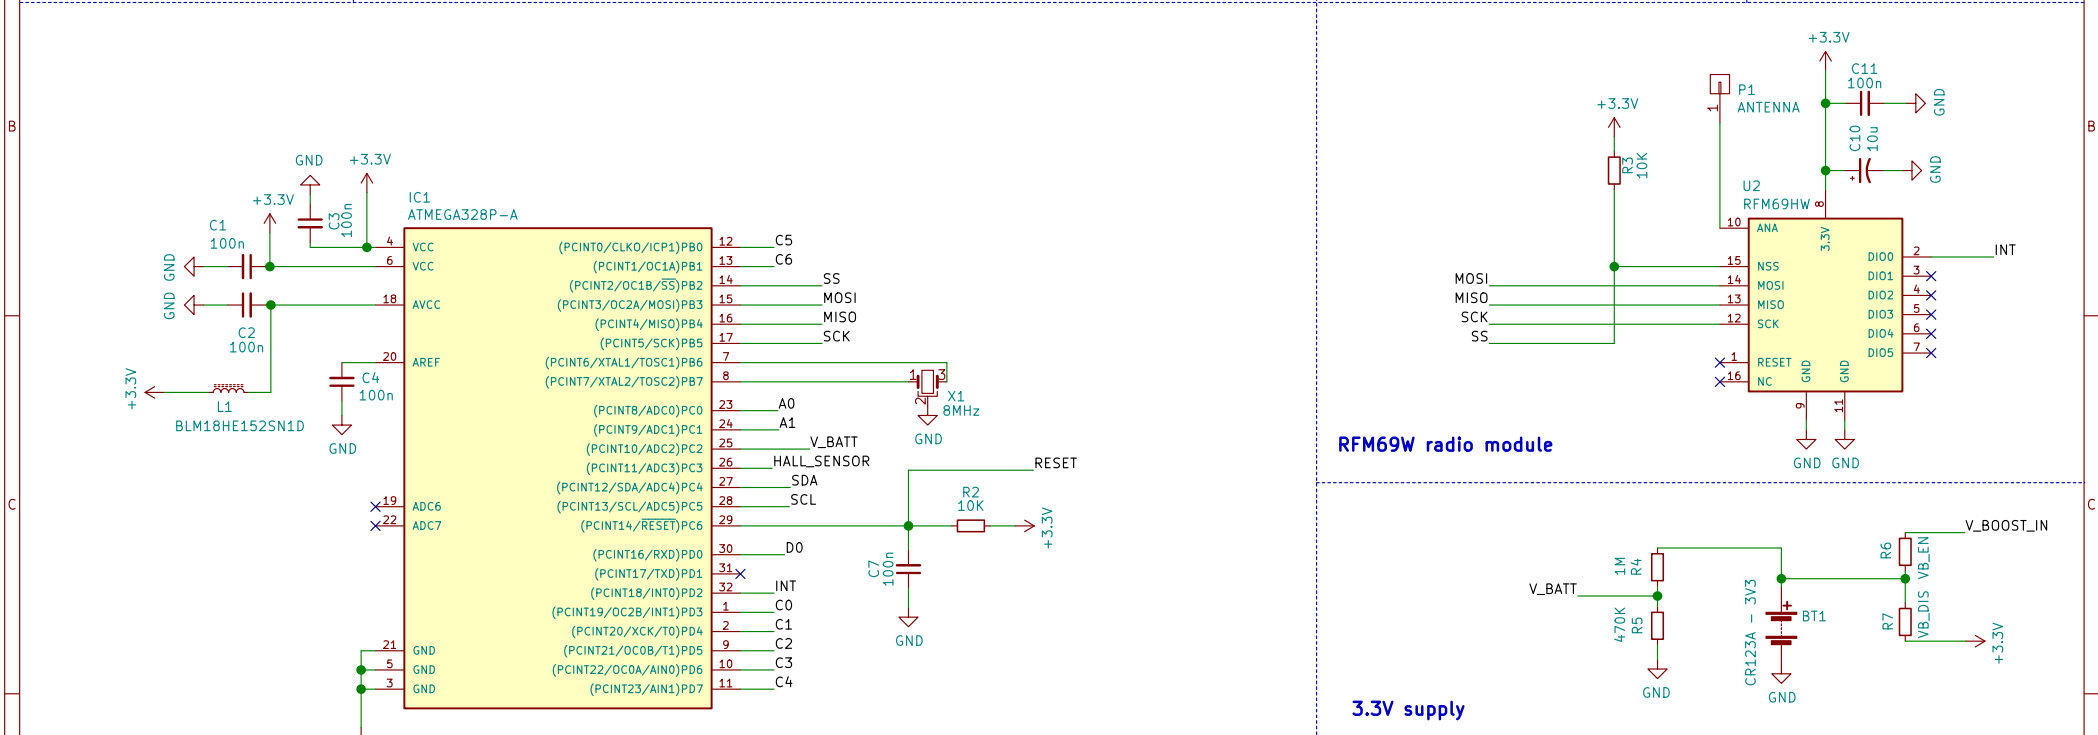 B
C
GND
+3.3V
+3.3V
C3
100n
C1
100n
GND
GND
C2
100n
+3.3V
L1
BLM18HE152SN1D
C4
100n
GND
IC1
ATMEGA328P-A
4 VCC
6 VCC
18 AVCC
20 AREF
19 ADC6
22 ADC7
21 GND
5 GND
3 GND
(PCINT0/CLKO/ICP1)PB0 12 C5
(PCINT1/OC1A)PB1 13 C6
(PCINT2/OC1B/SS)PB2 14 SS
(PCINT3/OC2A/MOSI)PB3 15 MOSI
(PCINT4/MISO)PB4 16 MISO
(PCINT5/SCK)PB5 17 SCK
(PCINT6/XTAL1/TOSC1)PB6 7
(PCINT7/XTAL2/TOSC2)PB7 8
(PCINT8/ADC0)PC0 23 A0
(PCINT9/ADC1)PC1 24 A1
(PCINT10/ADC2)PC2 25 V_BATT
(PCINT11/ADC3)PC3 26 HALL_SENSOR
(PCINT12/SDA/ADC4)PC4 27 SDA
(PCINT13/SCL/ADC5)PC5 28 SCL
(PCINT14/RESET)PC6 29
(PCINT16/RXD)PD0 30 D0
(PCINT17/TXD)PD1 31
(PCINT18/INT0)PD2 32 INT
(PCINT19/OC2B/INT1)PD3 1 C0
(PCINT20/XCK/T0)PD4 2 C1
(PCINT21/OC0B/T1)PD5 9 C2
(PCINT22/OC0A/AIN0)PD6 10 C3
(PCINT23/AIN1)PD7 11 C4
1 3
2
X1
8MHz
GND
RESET
R2
10K
+3.3V
C7
100n
GND
+3.3V
C11
100n
GND
C10
10u
+
GND
P1
ANTENNA
1
+3.3V
R3
10K
U2
RFM69HW
8
3.3V
10 ANA
15 NSS
MOSI 14 MOSI
MISO 13 MISO
SCK 12 SCK
SS
1 RESET
16 NC
DIO0 2 INT
DIO1 3
DIO2 4
DIO3 5
DIO4 6
DIO5 7
GND GND
9 11
GND GND
RFM69W radio module
V_BATT
1M
R4
470K
R5
GND
CR123A - 3V3
+
BT1
GND
V_BOOST_IN
R6
VB_EN
R7
VB_DIS
+3.3V
3.3V supply
B
C